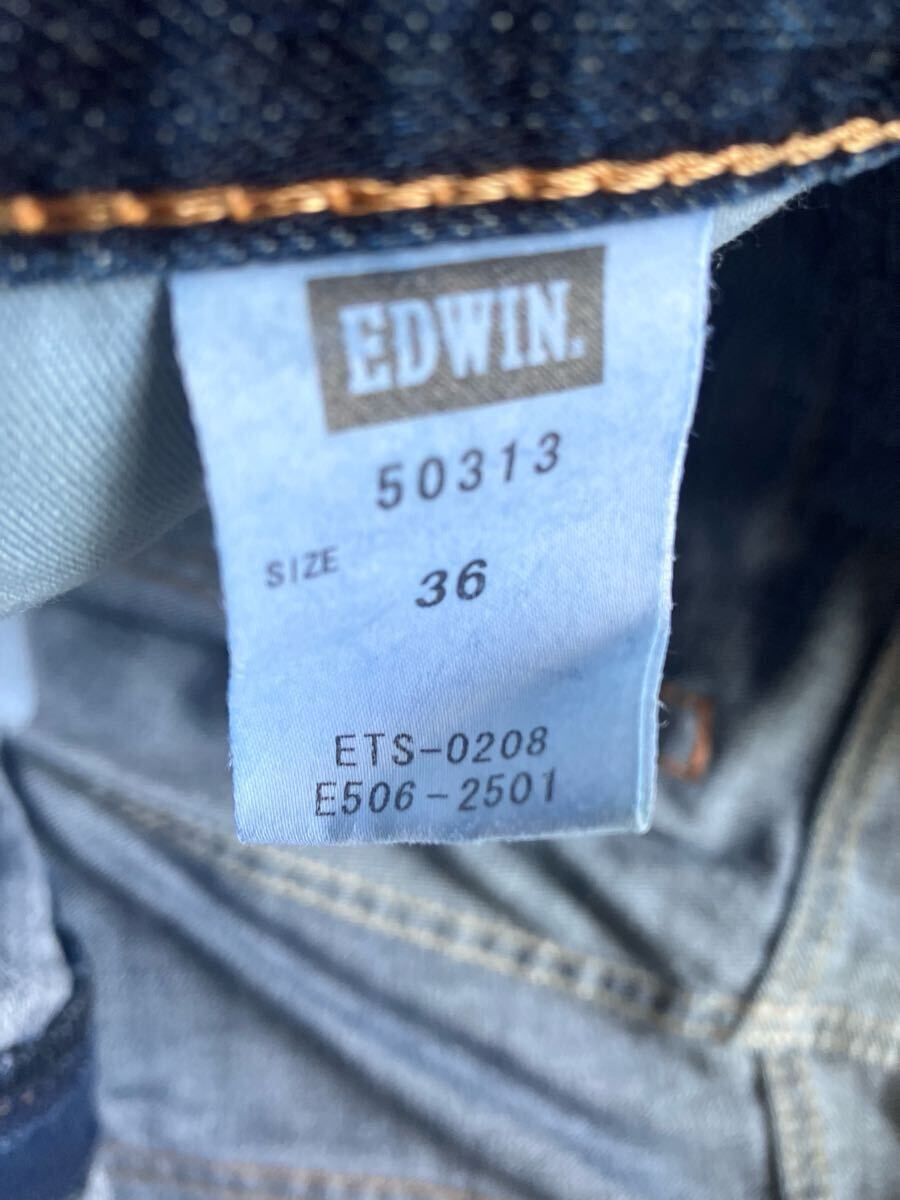 EDWIN.
50313
SIZE 36
ETS-0208
E506-2501